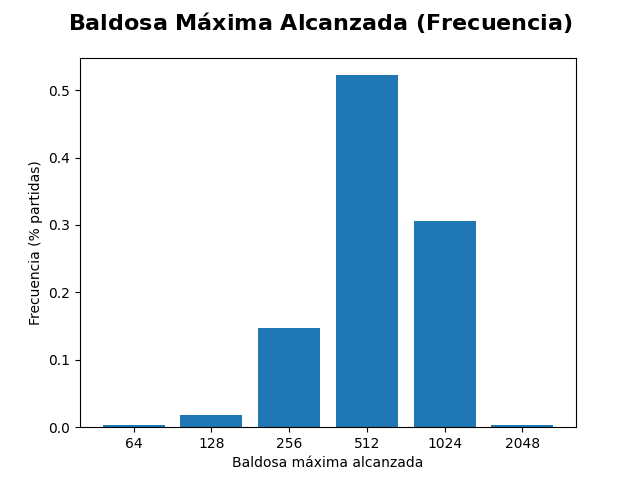 Baldosa Máxima Alcanzada (Frecuencia)
Frecuencia (% partidas)
0.5
0.4
0.3
0.2
0.1
0.0
64 128 256 512 1024 2048
Baldosa máxima alcanzada